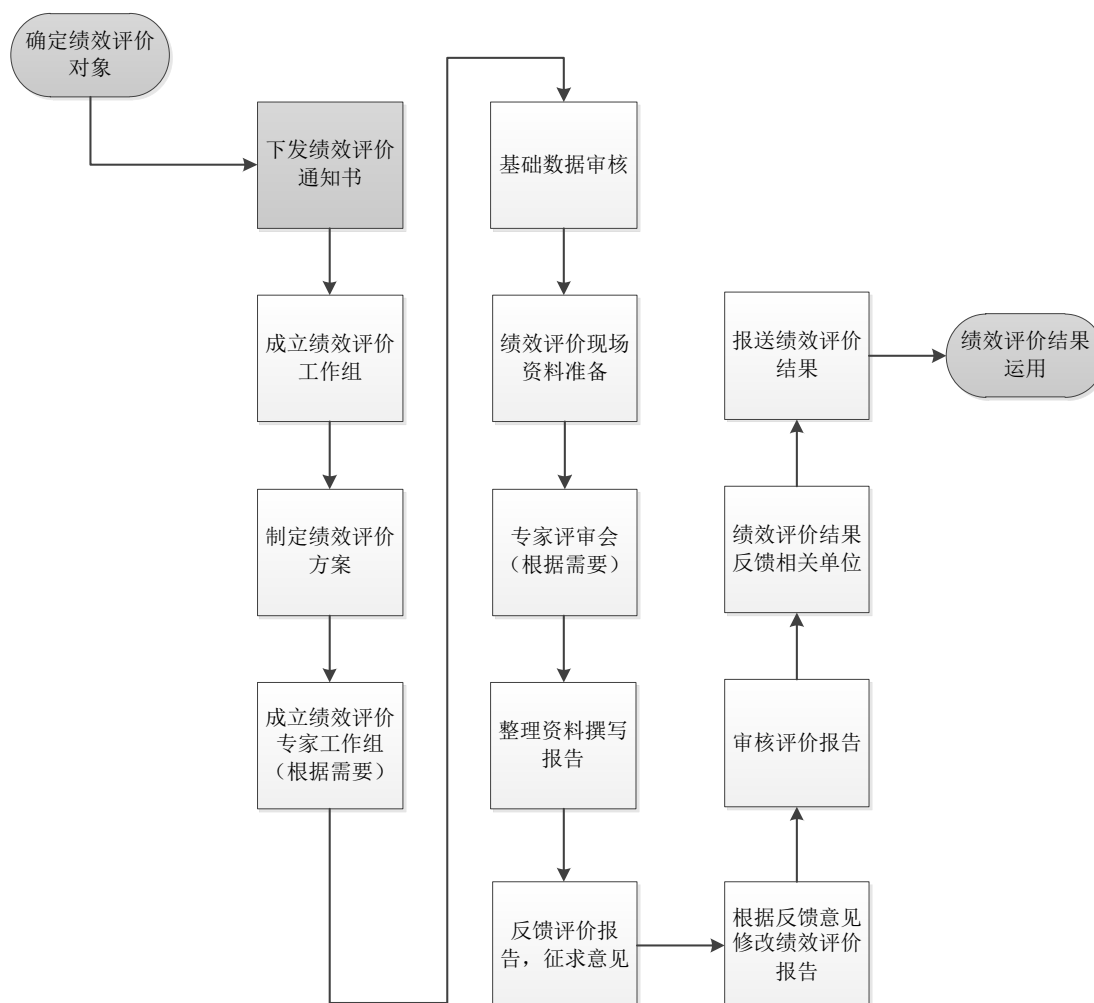 确定绩效评价
对象
下发绩效评价
通知书
成立绩效评价
工作组
制定绩效评价
方案
成立绩效评价
专家工作组
（根据需要）
基础数据审核
绩效评价现场
资料准备
专家评审会
（根据需要）
整理资料撰写
报告
反馈评价报
告，征求意见
根据反馈意见
修改绩效评价
报告
审核评价报告
绩效评价结果
反馈相关单位
报送绩效评价
结果
绩效评价结果
运用